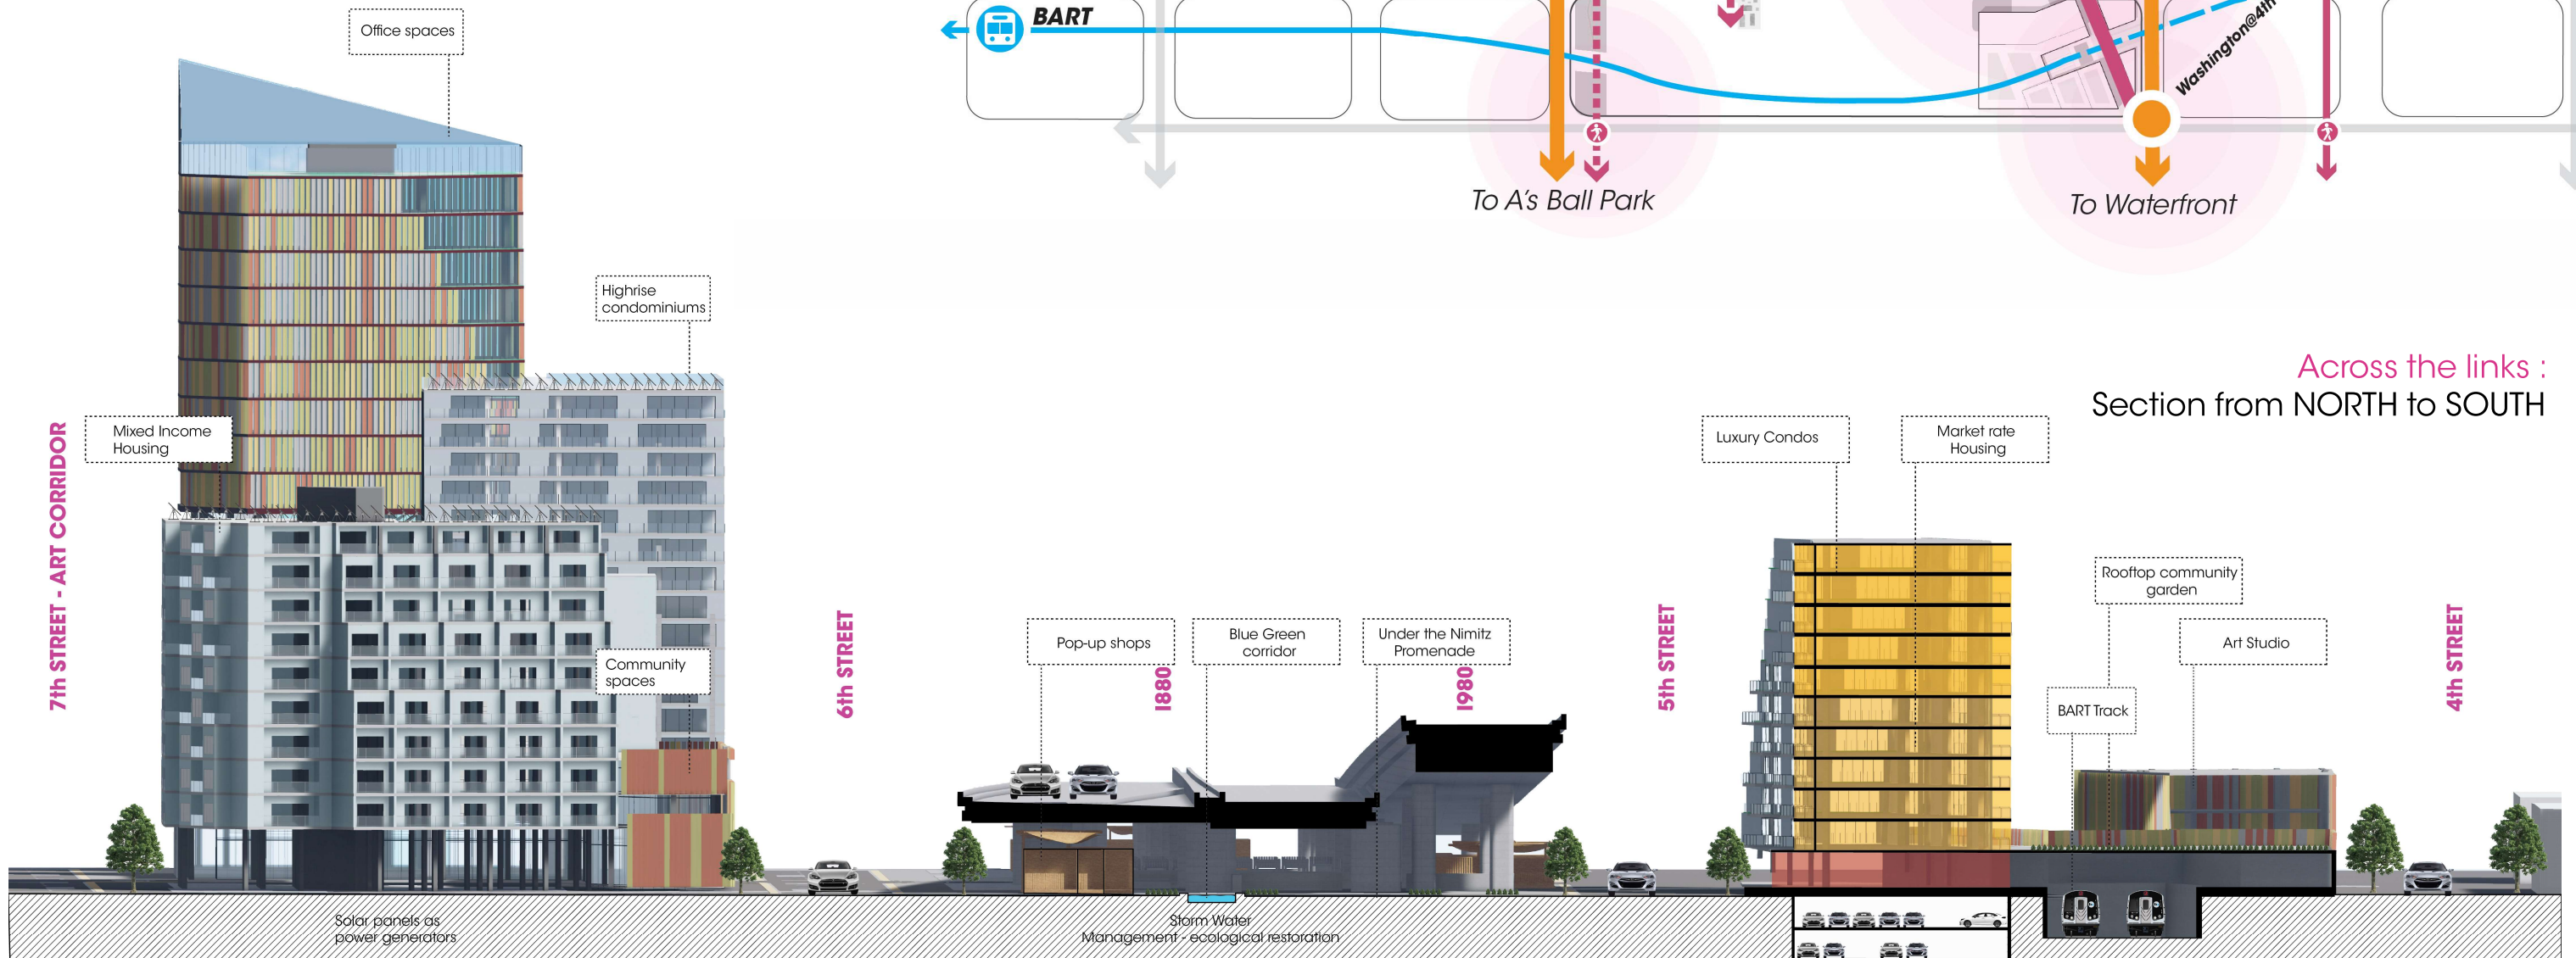 BART
Washington@4th
To A's Ball Park
To Waterfront
Office spaces
Highrise
condominiums
Across the links :
Section from NORTH to SOUTH
Mixed Income
Housing
7th STREET - ART CORRIDOR
Luxury Condos
Market rate
Housing
Rooftop community
garden
Community
spaces
6th STREET
Pop-up shops
I880
Blue Green
corridor
Under the Nimitz
Promenade
I980
5th STREET
Art Studio
BART Track
4th STREET
Solar panels as
power generators
Storm Water
Management - ecological restoration